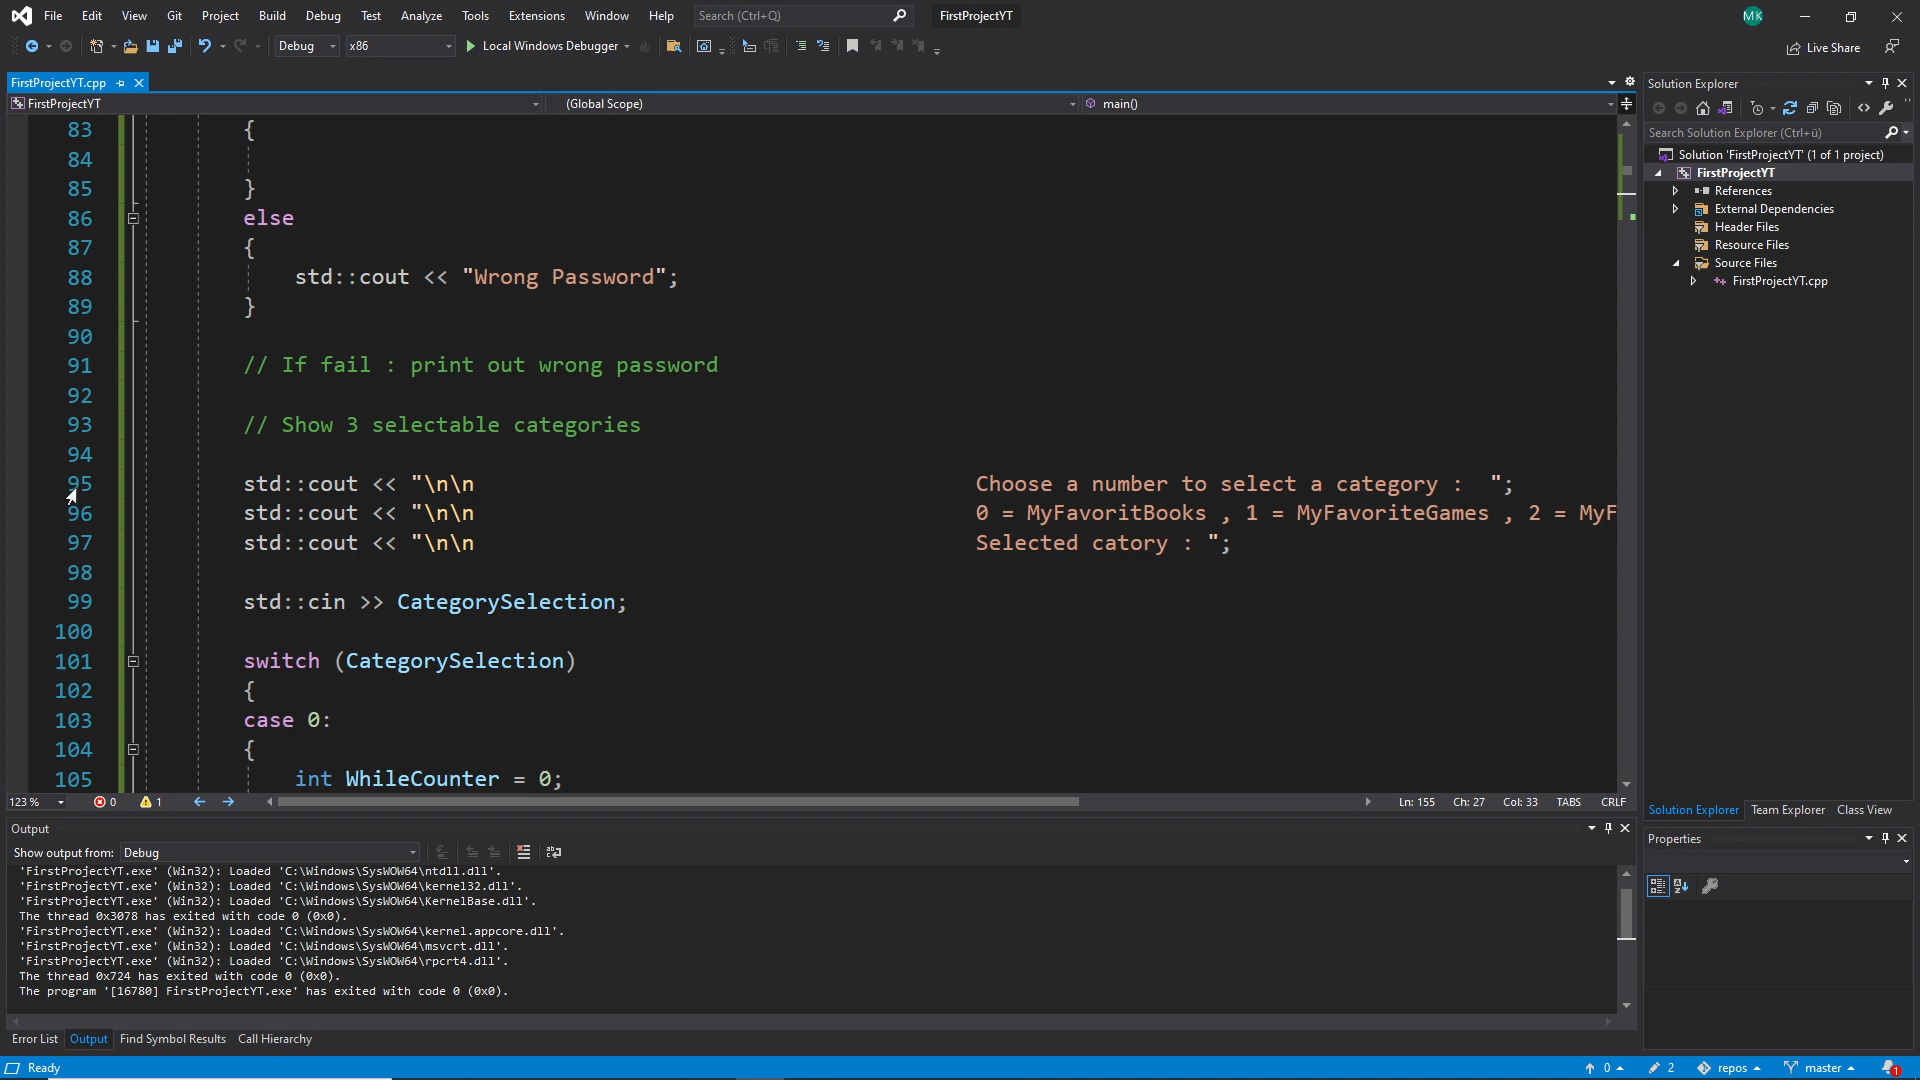 File Edit View Git Project Build Debug Test Analyze Tools Extensions Window Help Search (Ctrl+Q) FirstProjectYT MK
Debug x86 Local Windows Debugger Live Share
FirstProjectYT.cpp
FirstProjectYT (Global Scope) main()
83 {
84
85 }
86 else
87 {
88 std::cout << "Wrong Password";
89 }
90
91 // If fail : print out wrong password
92
93 // Show 3 selectable categories
94
95 std::cout << "\n\n Choose a number to select a category : ";
96 std::cout << "\n\n 0 = MyFavoritBooks , 1 = MyFavoriteGames , 2 = MyF
97 std::cout << "\n\n Selected catory : ";
98
99 std::cin >> CategorySelection;
100
101 switch (CategorySelection)
102 {
103 case 0:
104 {
105 int WhileCounter = 0;
123 % 0 1 Ln: 155 Ch: 27 Col: 33 TABS CRLF
Output
Show output from: Debug
'FirstProjectYT.exe' (Win32): Loaded 'C:\Windows\SysWOW64\ntdll.dll'.
'FirstProjectYT.exe' (Win32): Loaded 'C:\Windows\SysWOW64\kernel32.dll'.
'FirstProjectYT.exe' (Win32): Loaded 'C:\Windows\SysWOW64\KernelBase.dll'.
The thread 0x3078 has exited with code 0 (0x0).
'FirstProjectYT.exe' (Win32): Loaded 'C:\Windows\SysWOW64\kernel.appcore.dll'.
'FirstProjectYT.exe' (Win32): Loaded 'C:\Windows\SysWOW64\msvcrt.dll'.
'FirstProjectYT.exe' (Win32): Loaded 'C:\Windows\SysWOW64\rpcrt4.dll'.
The thread 0x724 has exited with code 0 (0x0).
The program '[16780] FirstProjectYT.exe' has exited with code 0 (0x0).
Error List Output Find Symbol Results Call Hierarchy
Solution Explorer
Search Solution Explorer (Ctrl+ü)
Solution 'FirstProjectYT' (1 of 1 project)
FirstProjectYT
References
External Dependencies
Header Files
Resource Files
Source Files
FirstProjectYT.cpp
Solution Explorer Team Explorer Class View
Properties
Ready 0 2 repos master 1